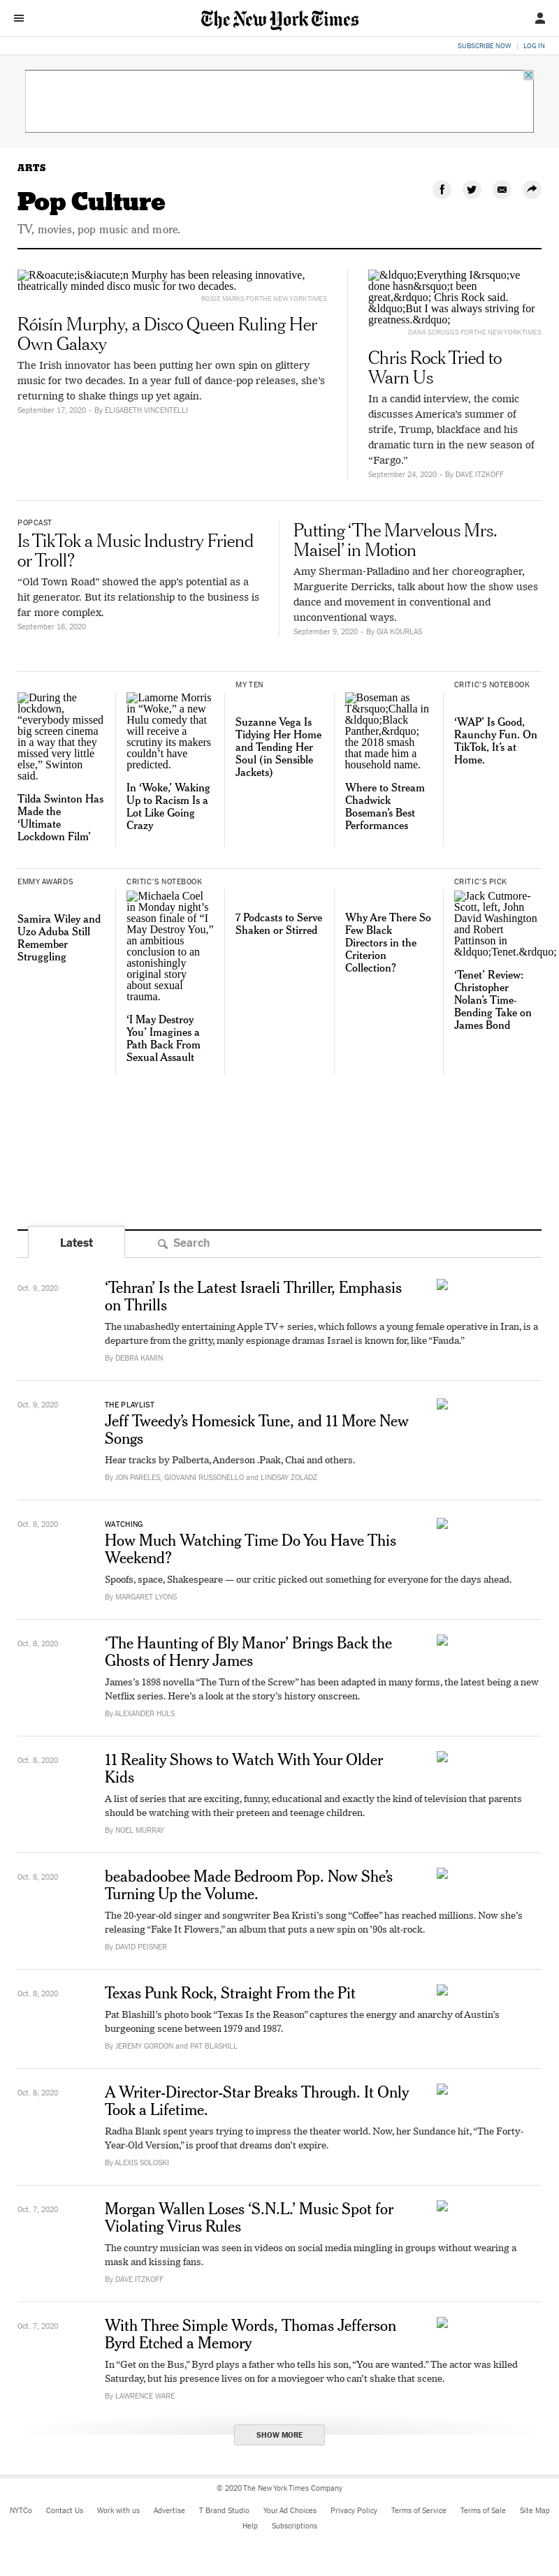 The New York Times
SUBSCRIBE NOW | LOG IN
ARTS
Pop Culture
TV, movies, pop music and more.
R&oacute;is&iacute;n Murphy has been releasing innovative,
theatrically minded disco music for two decades.
ROSIE MARKS FOR THE NEW YORK TIMES
Róisín Murphy, a Disco Queen Ruling Her
Own Galaxy
The Irish innovator has been putting her own spin on glittery
music for two decades. In a year full of dance-pop releases, she's
returning to shake things up yet again.
September 17, 2020 • By ELISABETH VINCENTELLI
&ldquo;Everything I&rsquo;ve
done hasn&rsquo;t been
great,&rdquo; Chris Rock said.
&ldquo;But I was always striving for
greatness.&rdquo;
DANA SCRUGGS FOR THE NEW YORK TIMES
Chris Rock Tried to
Warn Us
In a candid interview, the comic
discusses America's summer of
strife, Trump, blackface and his
dramatic turn in the new season of
“Fargo.”
September 24, 2020 • By DAVE ITZKOFF
POPCAST
Is TikTok a Music Industry Friend
or Troll?
“Old Town Road” showed the app's potential as a
hit generator. But its relationship to the business is
far more complex.
September 16, 2020
Putting ‘The Marvelous Mrs.
Maisel’ in Motion
Amy Sherman-Palladino and her choreographer,
Marguerite Derricks, talk about how the show uses
dance and movement in conventional and
unconventional ways.
September 9, 2020 • By GIA KOURLAS
During the
lockdown,
“everybody missed
big screen cinema
in a way that they
missed very little
else,” Swinton
said.
Tilda Swinton Has
Made the
‘Ultimate
Lockdown Film’
Lamorne Morris
in “Woke,” a new
Hulu comedy that
will receive a
scrutiny its makers
couldn’t have
predicted.
In ‘Woke,’ Waking
Up to Racism Is a
Lot Like Going
Crazy
MY TEN
Suzanne Vega Is
Tidying Her Home
and Tending Her
Soul (in Sensible
Jackets)
Boseman as
T&rsquo;Challa in
&ldquo;Black
Panther,&rdquo;
the 2018 smash
that made him a
household name.
Where to Stream
Chadwick
Boseman’s Best
Performances
CRITIC’S NOTEBOOK
‘WAP’ Is Good,
Raunchy Fun. On
TikTok, It’s at
Home.
EMMY AWARDS
Samira Wiley and
Uzo Aduba Still
Remember
Struggling
CRITIC’S NOTEBOOK
Michaela Coel
in Monday night’s
season finale of “I
May Destroy You,”
an ambitious
conclusion to an
astonishingly
original story
about sexual
trauma.
‘I May Destroy
You’ Imagines a
Path Back From
Sexual Assault
7 Podcasts to Serve
Shaken or Stirred
Why Are There So
Few Black
Directors in the
Criterion
Collection?
CRITIC’S PICK
Jack Cutmore-
Scott, left, John
David Washington
and Robert
Pattinson in
&ldquo;Tenet.&rdquo;
‘Tenet’ Review:
Christopher
Nolan’s Time-
Bending Take on
James Bond
Latest
Search
Oct. 9, 2020
‘Tehran’ Is the Latest Israeli Thriller, Emphasis
on Thrills
The unabashedly entertaining Apple TV+ series, which follows a young female operative in Iran, is a
departure from the gritty, manly espionage dramas Israel is known for, like “Fauda.”
By DEBRA KAMIN
Oct. 9, 2020
THE PLAYLIST
Jeff Tweedy’s Homesick Tune, and 11 More New
Songs
Hear tracks by Palberta, Anderson .Paak, Chai and others.
By JON PARELES, GIOVANNI RUSSONELLO and LINDSAY ZOLADZ
Oct. 8, 2020
WATCHING
How Much Watching Time Do You Have This
Weekend?
Spoofs, space, Shakespeare — our critic picked out something for everyone for the days ahead.
By MARGARET LYONS
Oct. 8, 2020
‘The Haunting of Bly Manor’ Brings Back the
Ghosts of Henry James
James’s 1898 novella “The Turn of the Screw” has been adapted in many forms, the latest being a new
Netflix series. Here’s a look at the story’s history onscreen.
By ALEXANDER HULS
Oct. 8, 2020
11 Reality Shows to Watch With Your Older
Kids
A list of series that are exciting, funny, educational and exactly the kind of television that parents
should be watching with their preteen and teenage children.
By NOEL MURRAY
Oct. 8, 2020
beabadoobee Made Bedroom Pop. Now She’s
Turning Up the Volume.
The 20-year-old singer and songwriter Bea Kristi’s song “Coffee” has reached millions. Now she’s
releasing “Fake It Flowers,” an album that puts a new spin on ’90s alt-rock.
By DAVID PEISNER
Oct. 8, 2020
Texas Punk Rock, Straight From the Pit
Pat Blashill’s photo book “Texas Is the Reason” captures the energy and anarchy of Austin’s
burgeoning scene between 1979 and 1987.
By JEREMY GORDON and PAT BLASHILL
Oct. 8, 2020
A Writer-Director-Star Breaks Through. It Only
Took a Lifetime.
Radha Blank spent years trying to impress the theater world. Now, her Sundance hit, “The Forty-
Year-Old Version,” is proof that dreams don’t expire.
By ALEXIS SOLOSKI
Oct. 7, 2020
Morgan Wallen Loses ‘S.N.L.’ Music Spot for
Violating Virus Rules
The country musician was seen in videos on social media mingling in groups without wearing a
mask and kissing fans.
By DAVE ITZKOFF
Oct. 7, 2020
With Three Simple Words, Thomas Jefferson
Byrd Etched a Memory
In “Get on the Bus,” Byrd plays a father who tells his son, “You are wanted.” The actor was killed
Saturday, but his presence lives on for a moviegoer who can’t shake that scene.
By LAWRENCE WARE
SHOW MORE
© 2020 The New York Times Company
NYTCo Contact Us Work with us Advertise T Brand Studio Your Ad Choices Privacy Policy Terms of Service Terms of Sale Site Map
Help Subscriptions